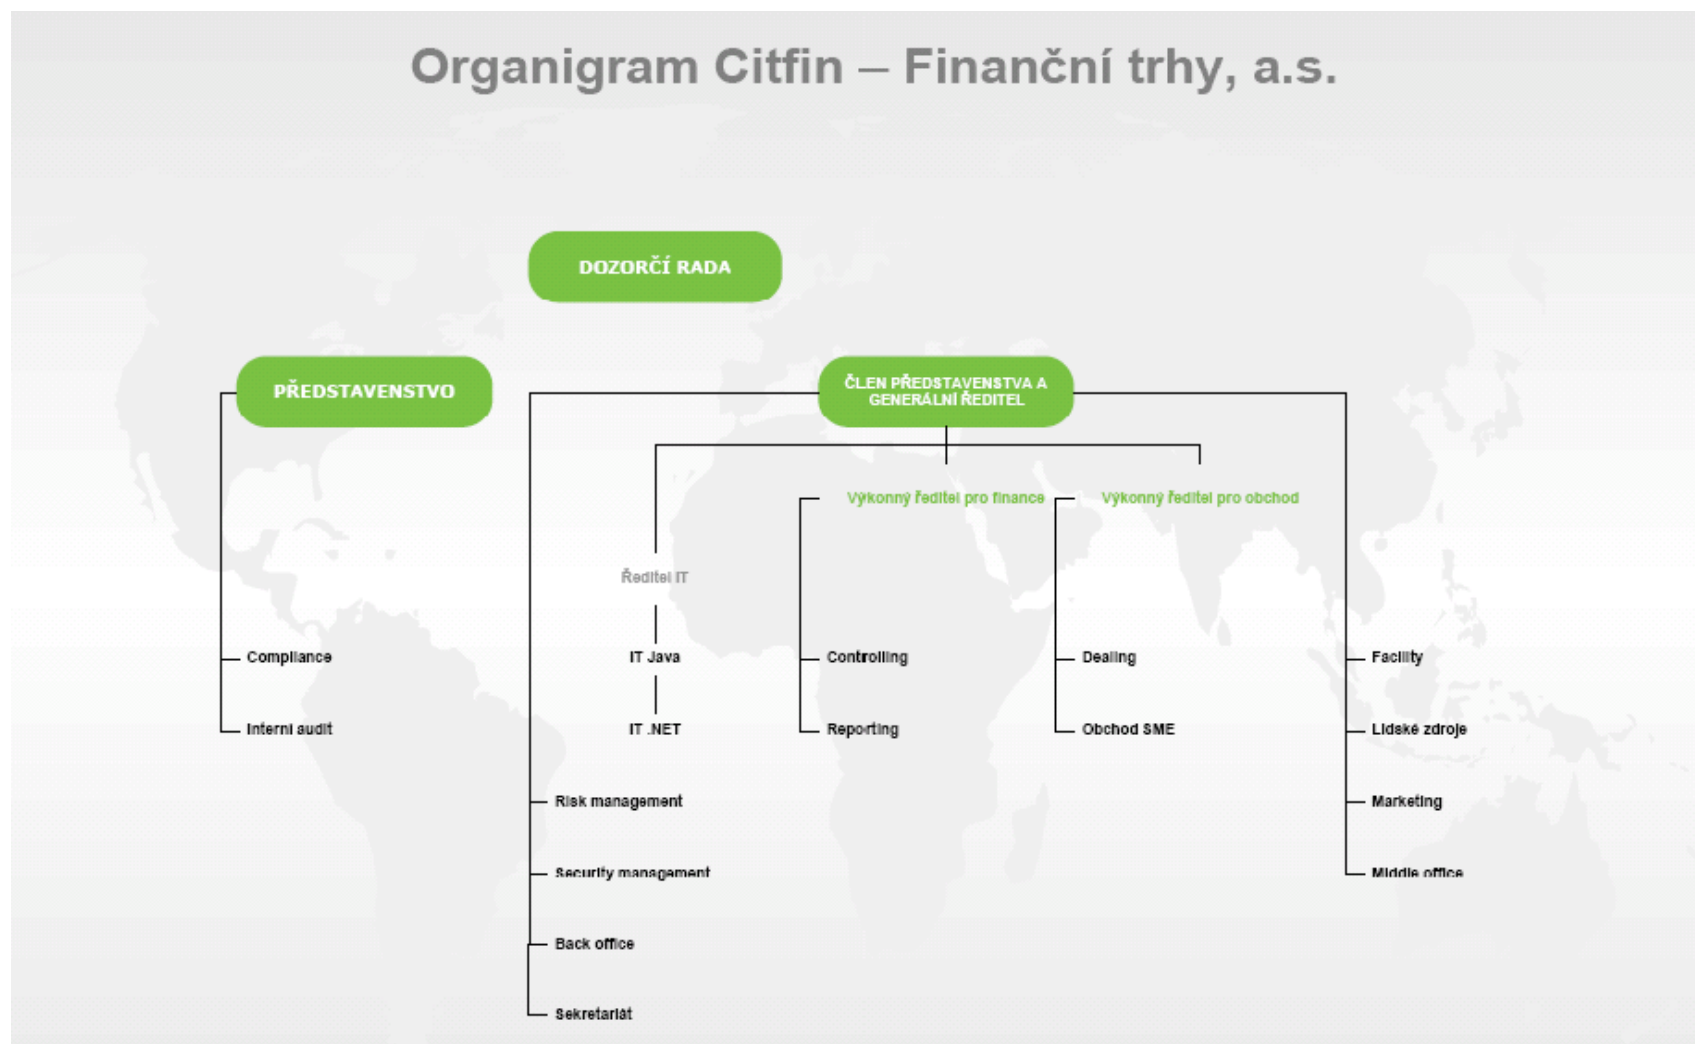 Organigram Citfin – Finanční trhy, a.s.
DOZORČÍ RADA
PŘEDSTAVENSTVO
ČLEN PŘEDSTAVENSTVA A
GENERÁLNÍ ŘEDITEL
Výkonný ředitel pro finance
Výkonný ředitel pro obchod
Ředitel IT
Compliance
IT Java
Controlling
Dealing
Facility
Interní audit
IT .NET
Reporting
Obchod SME
Lidské zdroje
Risk management
Marketing
Security management
Middle office
Back office
Sekretariát